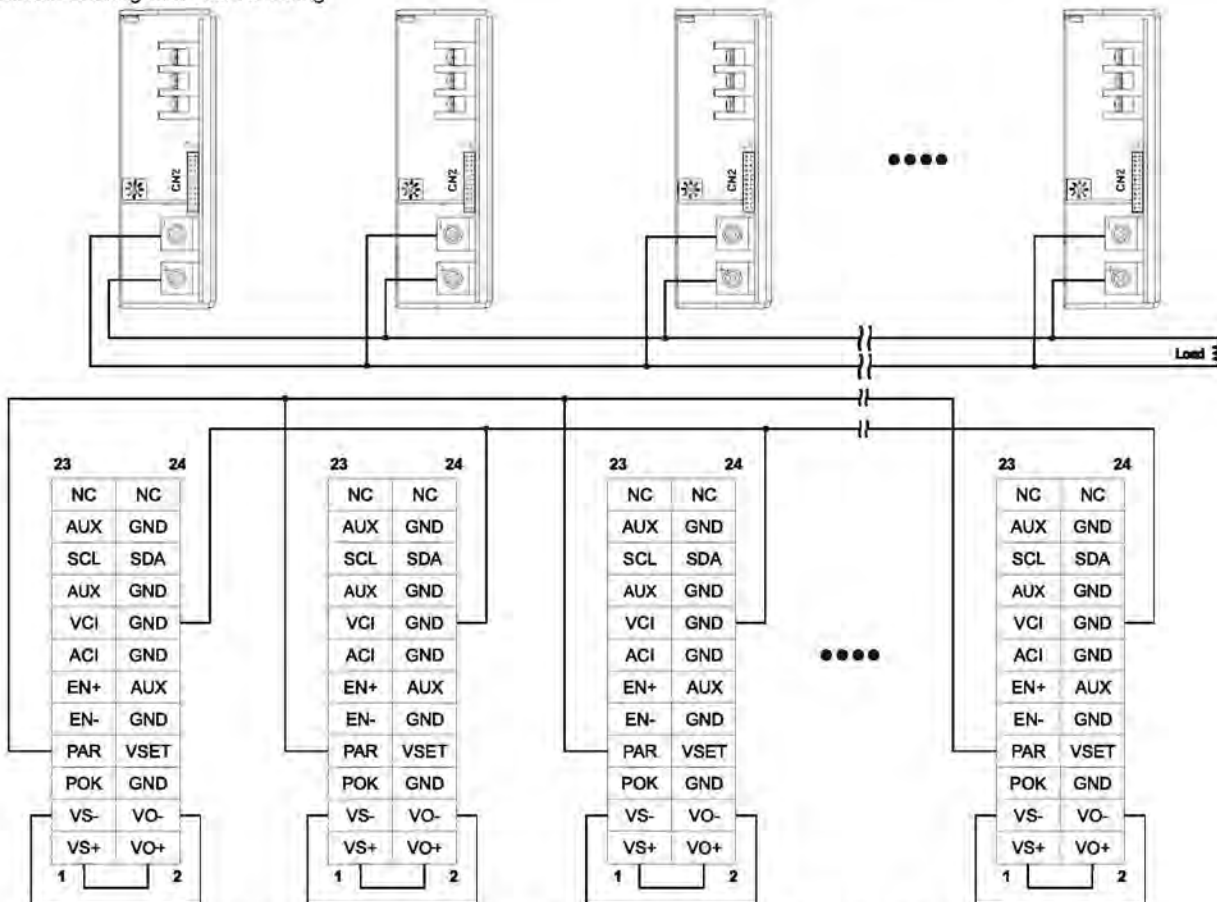 CN2 CN2 CN2 CN2
Load
23 24 23 24 23 24 23 24
NC NC NC NC NC NC NC NC
AUX GND AUX GND AUX GND AUX GND
SCL SDA SCL SDA SCL SDA SCL SDA
AUX GND AUX GND AUX GND AUX GND
VCI GND VCI GND VCI GND VCI GND
ACI GND ACI GND ACI GND ACI GND
EN+ AUX EN+ AUX EN+ AUX EN+ AUX
EN- GND EN- GND EN- GND EN- GND
PAR VSET PAR VSET PAR VSET PAR VSET
POK GND POK GND POK GND POK GND
VS- VO- VS- VO- VS- VO- VS- VO-
VS+ VO+ VS+ VO+ VS+ VO+ VS+ VO+
1 2 1 2 1 2 1 2